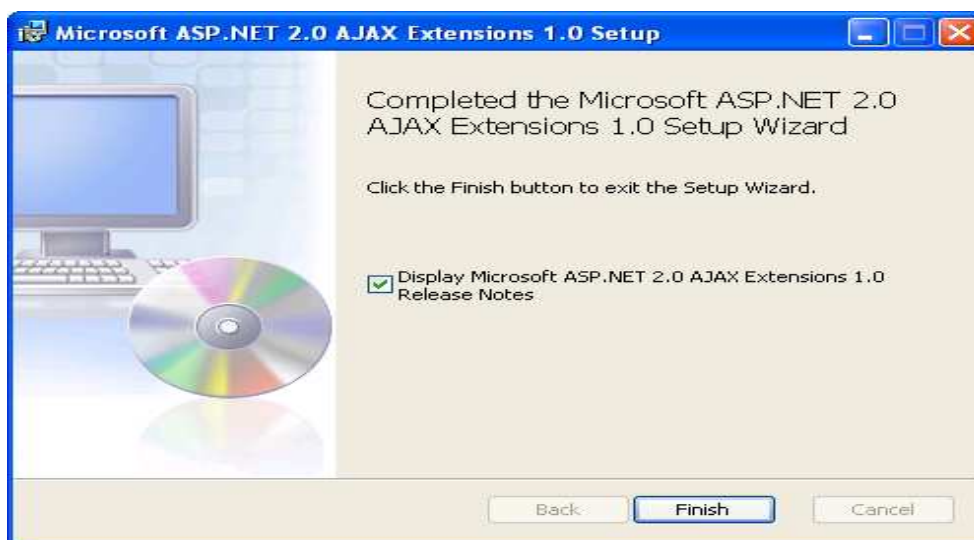 Microsoft ASP.NET 2.0 AJAX Extensions 1.0 Setup
Completed the Microsoft ASP.NET 2.0
AJAX Extensions 1.0 Setup Wizard
Click the Finish button to exit the Setup Wizard.
Display Microsoft ASP.NET 2.0 AJAX Extensions 1.0
Release Notes
Back
Finish
Cancel